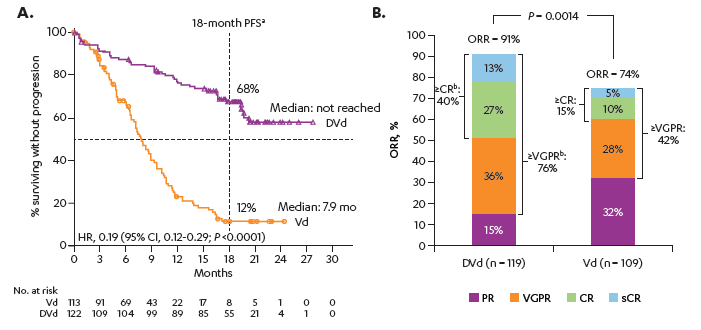 A.
18-month PFSᵃ
% surviving without progression
100
80
60
40
20
0
68%
Median: not reached
DVd
12%
Median: 7.9 mo
Vd
HR, 0.19 (95% CI, 0.12-0.29; P<0.0001)
0 3 6 9 12 15 18 21 24 27 30
Months
No. at risk
Vd 113 91 69 43 22 17 8 5 1 0 0
DVd 122 109 104 99 89 85 55 21 4 1 0
B.
P = 0.0014
ORR, %
100
90
80
70
60
50
40
30
20
10
0
ORR = 91%
13%
27%
36%
15%
≥CRᵇ:
40%
≥VGPRᵇ:
76%
ORR = 74%
5%
10%
28%
32%
≥CR:
15%
≥VGPR:
42%
DVd (n=119)
Vd (n=109)
PR VGPR CR sCR